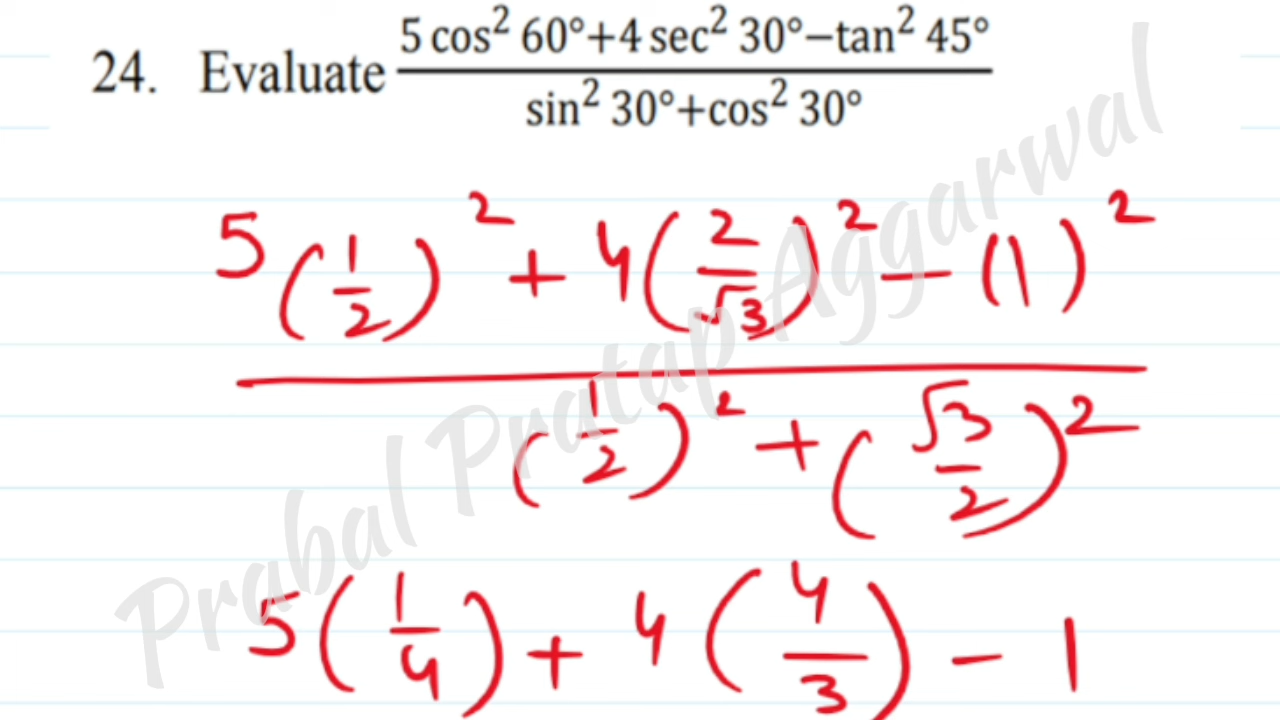 24. Evaluate (5 cos² 60°+4 sec² 30°−tan² 45°)/(sin² 30°+cos² 30°)
5(1/2)² + 4(2/√3)² − (1)²
(1/2)² + (√3/2)²
5(1/4) + 4(4/3) − 1
Prabal Pratap Aggarwal